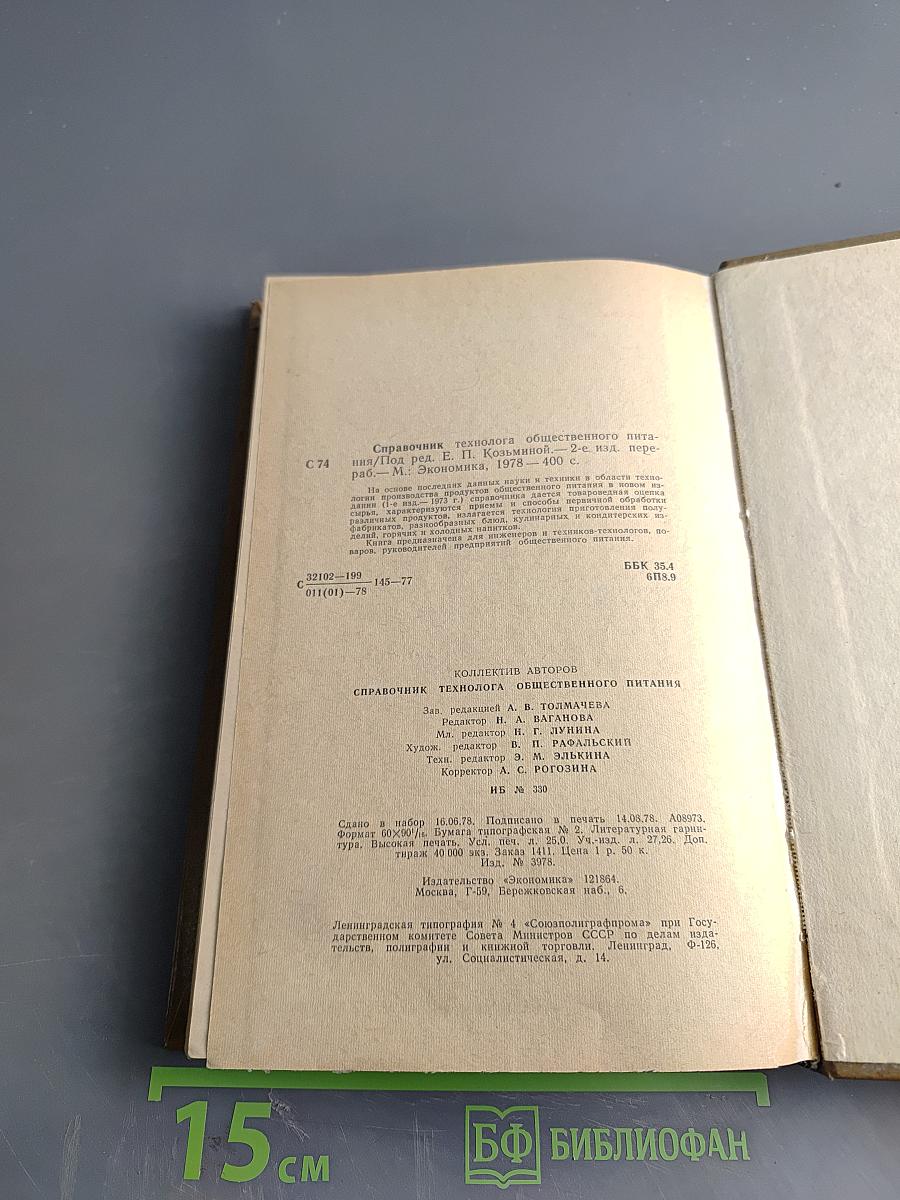 Справочник технолога общественного пита-
С 74 ния/Под ред. Е. П. Козьминой.— 2-е изд. пере-
раб.— М.: Экономика, 1978 — 400 с.
На основе последних данных науки и техники в области техно-
логии производства продуктов общественного питания в новом из-
дании (1-е изд.— 1973 г.) справочника дается товароведная оценка
сырья, характеризуются приемы и способы первичной обработки
различных продуктов, излагается технология приготовления полу-
фабрикатов, разнообразных блюд, кулинарных и кондитерских из-
делий, горячих и холодных напитков.
Книга предназначена для инженеров и техников-технологов, по-
варов, руководителей предприятий общественного питания.
С 32102—199
011(01)—78 145—77
ББК 35.4
6П8.9
КОЛЛЕКТИВ АВТОРОВ
СПРАВОЧНИК ТЕХНОЛОГА ОБЩЕСТВЕННОГО ПИТАНИЯ
Зав. редакцией А. В. ТОЛМАЧЕВА
Редактор Н. А. ВАГАНОВА
Мл. редактор Н. Г. ЛУНИНА
Худож. редактор В. П. РАФАЛЬСКИЙ
Техн. редактор Э. М. ЭЛЬКИНА
Корректор А. С. РОГОЗИНА
ИБ № 330
Сдано в набор 16.06.78. Подписано в печать 14.08.78. А08973.
Формат 60×90¹/₁₆. Бумага типографская № 2. Литературная гарни-
тура. Высокая печать. Усл. печ. л. 25,0. Уч.-изд. л. 27,26. Доп.
тираж 40 000 экз. Заказ 1411. Цена 1 р. 50 к.
Изд. № 3978.
Издательство «Экономика» 121864.
Москва, Г-59, Бережковская наб., 6.
Ленинградская типография № 4 «Союзполиграфпрома» при Госу-
дарственном комитете Совета Министров СССР по делам изда-
тельств, полиграфии и книжной торговли. Ленинград, Ф-126,
ул. Социалистическая, д. 14.
15 см
БФ БИБЛИОФАН